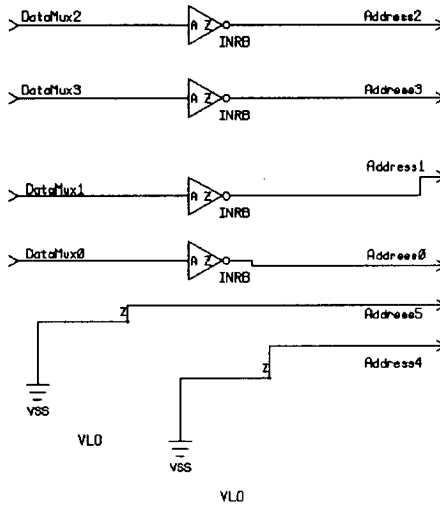 DataMux2 A Z INRB Address2
DataMux3 A Z INRB Address3
DataMux1 A Z INRB Address1
DataMux0 A Z INRB Address0
Z Address5
VSS
VLO
Z Address4
VSS
VLO